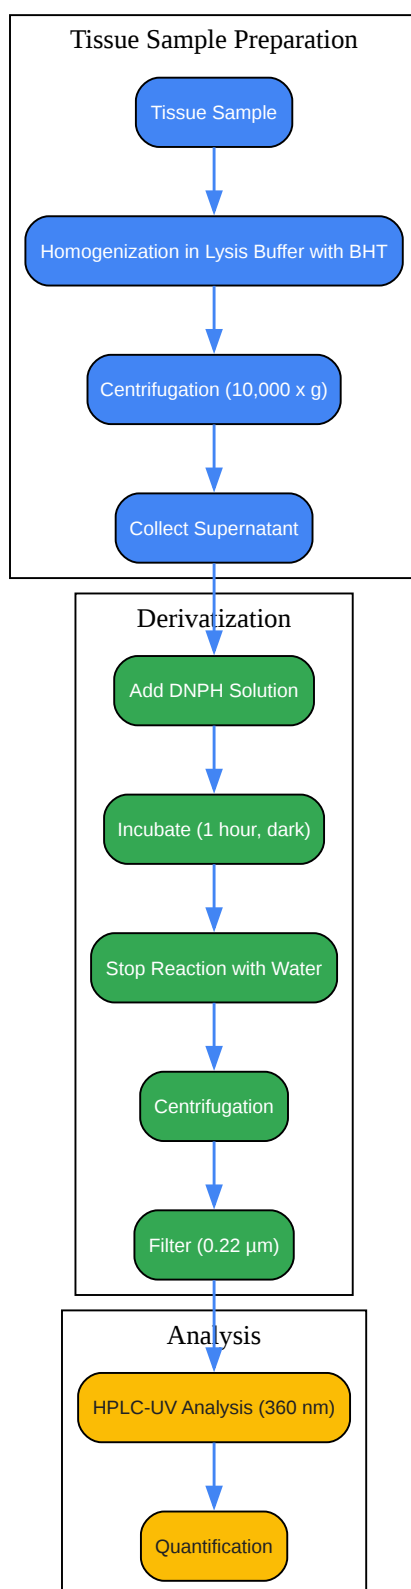 Tissue Sample Preparation
Tissue Sample
Homogenization in Lysis Buffer with BHT
Centrifugation (10,000 x g)
Collect Supernatant
Derivatization
Add DNPH Solution
Incubate (1 hour, dark)
Stop Reaction with Water
Centrifugation
Filter (0.22 µm)
Analysis
HPLC-UV Analysis (360 nm)
Quantification